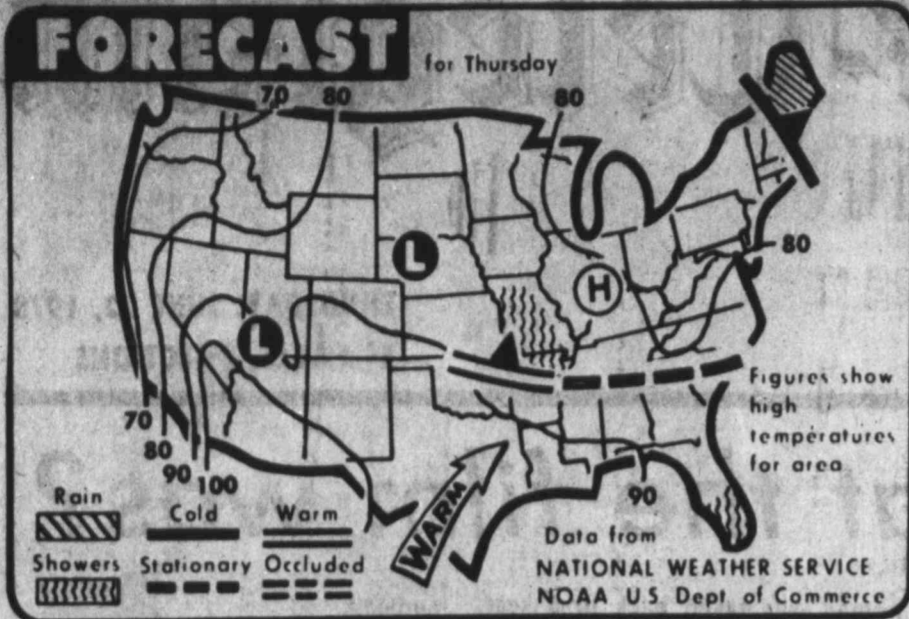 FORECAST
for Thursday
70
80
80
80
L
H
L
Figures show
high
temperatures
for area
70
80
90
100
90
WARM
Rain
Cold
Warm
Showers
Stationary
Occluded
Data from
NATIONAL WEATHER SERVICE
NOAA U.S. Dept. of Commerce